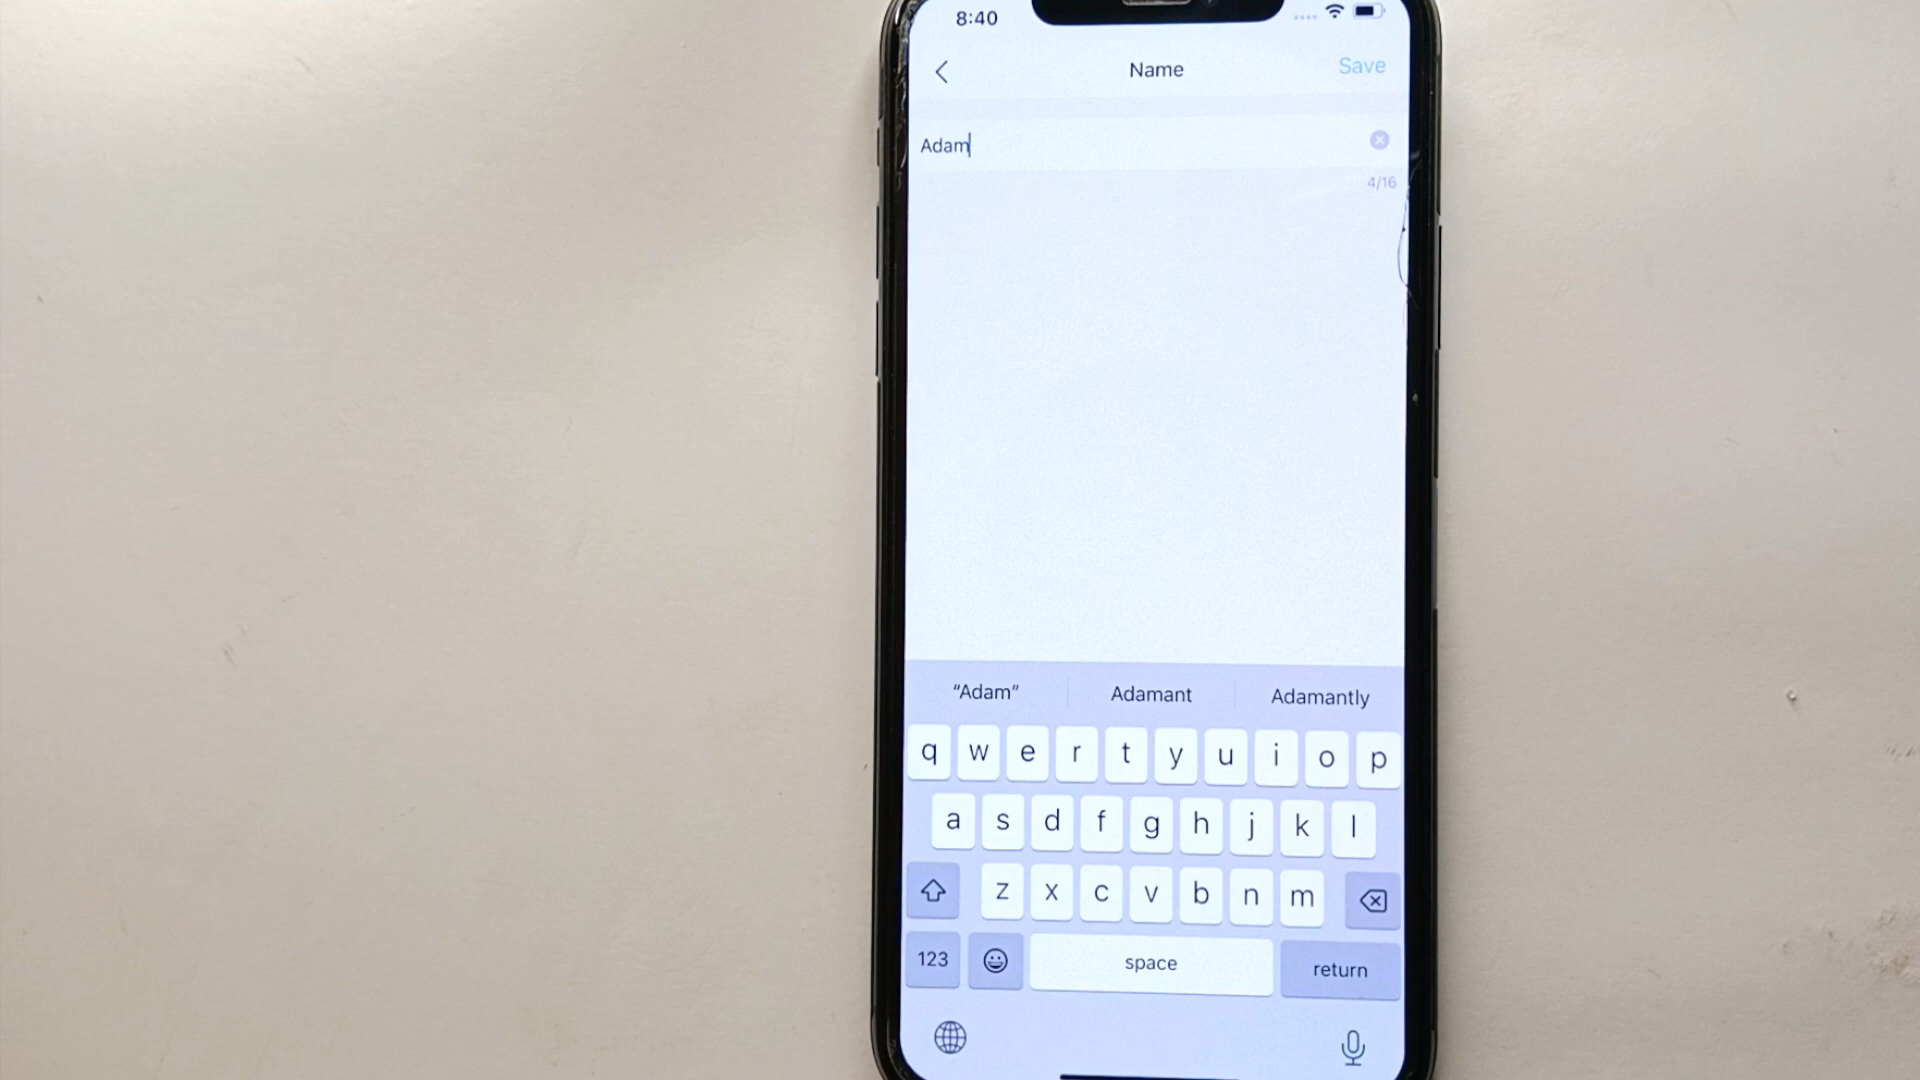 8:40
Name
Save
Adam
4/16
“Adam” Adamant Adamantly
q w e r t y u i o p
a s d f g h j k l
z x c v b n m
123 space return